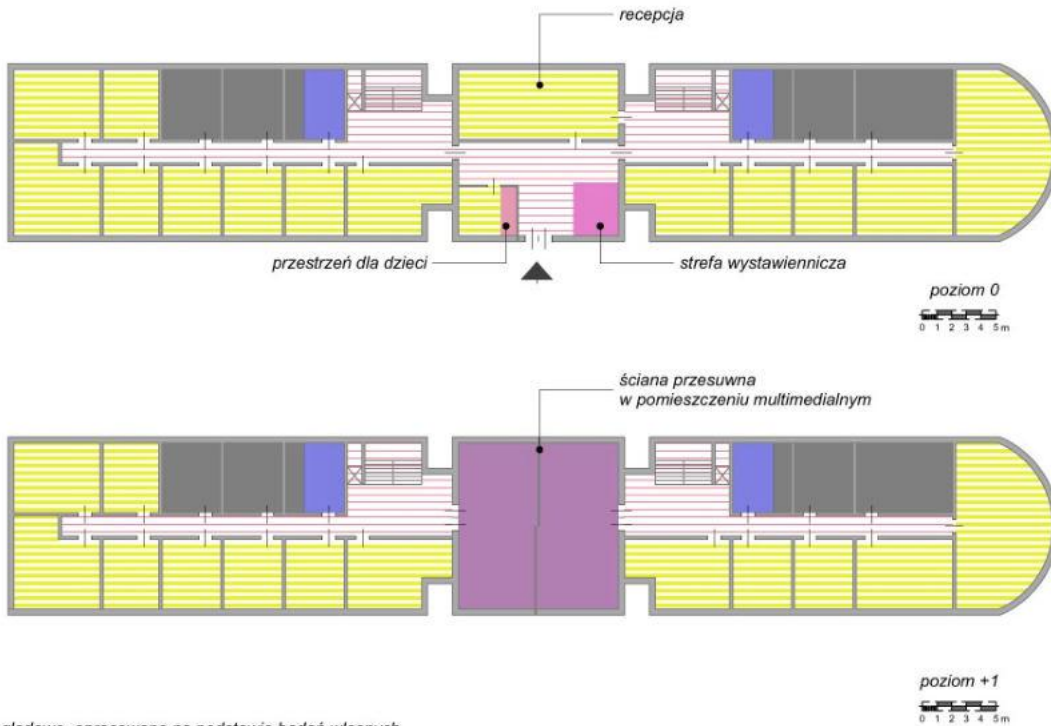 recepcja
przestrzeń dla dzieci
strefa wystawiennicza
poziom 0
0 1 2 3 4 5m
ściana przesuwna
w pomieszczeniu multimedialnym
poziom +1
0 1 2 3 4 5m